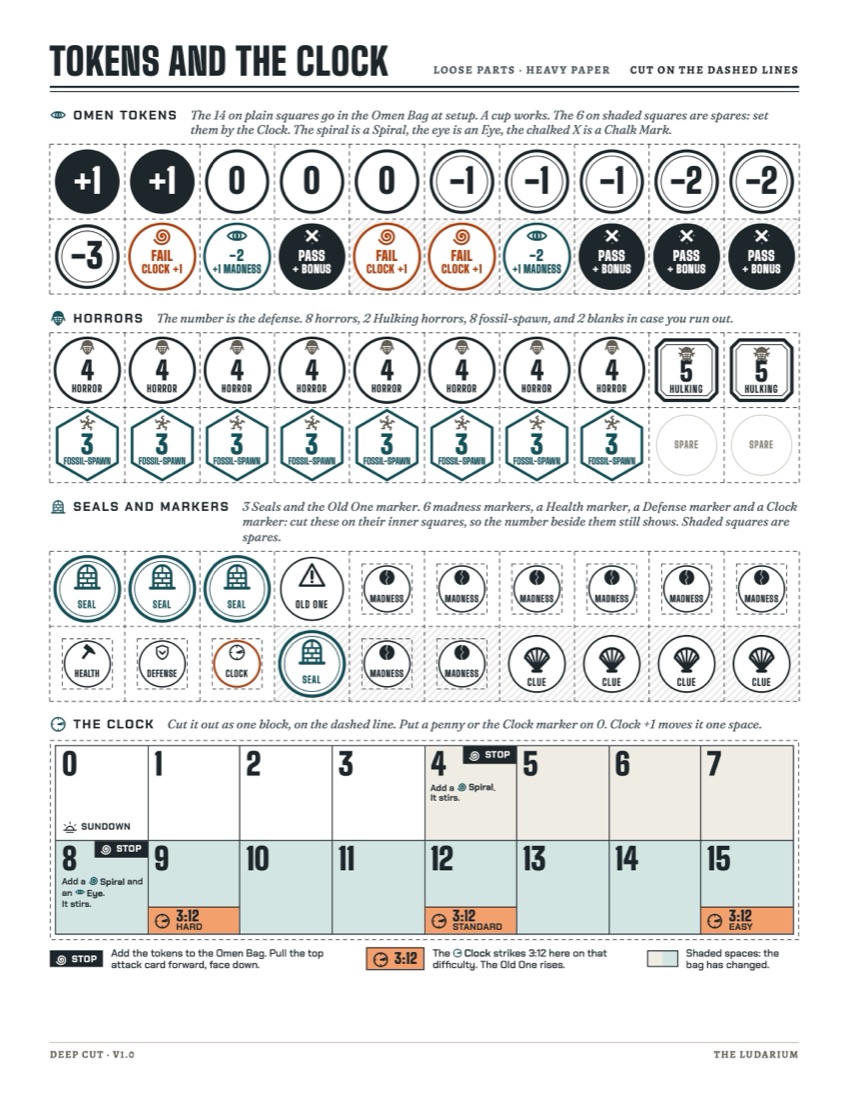 TOKENS AND THE CLOCK
LOOSE PARTS · HEAVY PAPER CUT ON THE DASHED LINES
OMEN TOKENS
The 14 on plain squares go in the Omen Bag at setup. A cup works. The 6 on shaded squares are spares: set
them by the Clock. The spiral is a Spiral, the eye is an Eye, the chalked X is a Chalk Mark.
+1 +1 0 0 0 −1 −1 −1 −2 −2
−3
FAIL
CLOCK +1
−2
+1 MADNESS
PASS
+ BONUS
FAIL
CLOCK +1
FAIL
CLOCK +1
−2
+1 MADNESS
PASS
+ BONUS
PASS
+ BONUS
PASS
+ BONUS
HORRORS
The number is the defense. 8 horrors, 2 Hulking horrors, 8 fossil-spawn, and 2 blanks in case you run out.
4
HORROR
4
HORROR
4
HORROR
4
HORROR
4
HORROR
4
HORROR
4
HORROR
4
HORROR
5
HULKING
5
HULKING
3
FOSSIL-SPAWN
3
FOSSIL-SPAWN
3
FOSSIL-SPAWN
3
FOSSIL-SPAWN
3
FOSSIL-SPAWN
3
FOSSIL-SPAWN
3
FOSSIL-SPAWN
3
FOSSIL-SPAWN
SPARE
SPARE
SEALS AND MARKERS
3 Seals and the Old One marker. 6 madness markers, a Health marker, a Defense marker and a Clock
marker: cut these on their inner squares, so the number beside them still shows. Shaded squares are
spares.
SEAL SEAL SEAL OLD ONE MADNESS MADNESS MADNESS MADNESS MADNESS MADNESS
HEALTH DEFENSE CLOCK SEAL MADNESS MADNESS CLUE CLUE CLUE CLUE
THE CLOCK
Cut it out as one block, on the dashed line. Put a penny or the Clock marker on 0. Clock +1 moves it one space.
0
SUNDOWN
1
2
3
4
STOP
Add a Spiral.
It stirs.
5
6
7
8
STOP
Add a Spiral and
an Eye.
It stirs.
9
3:12
HARD
10
11
12
3:12
STANDARD
13
14
15
3:12
EASY
STOP
Add the tokens to the Omen Bag. Pull the top
attack card forward, face down.
3:12
The Clock strikes 3:12 here on that
difficulty. The Old One rises.
Shaded spaces: the
bag has changed.
DEEP CUT · V1.0
THE LUDARIUM